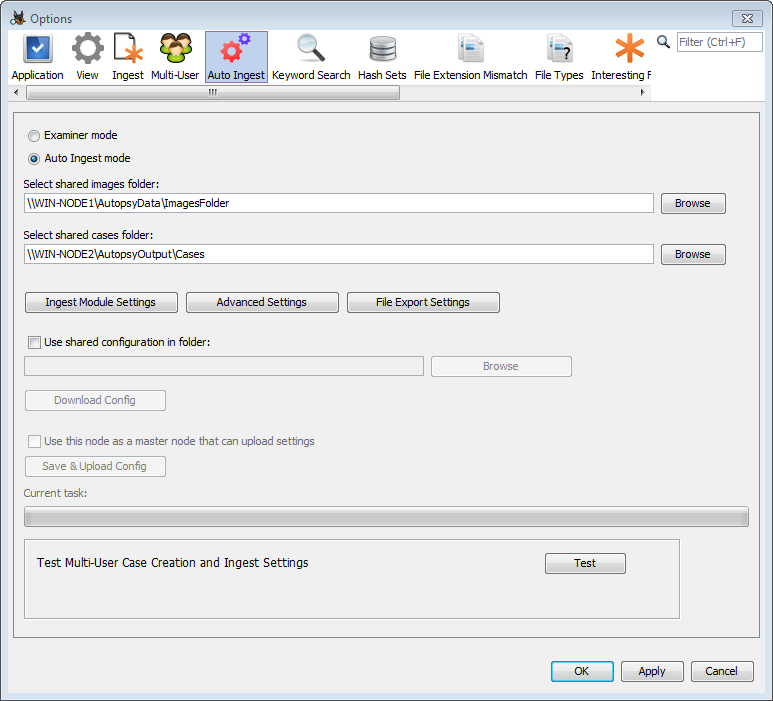 Options
Filter (Ctrl+F)
Application View Ingest Multi-User Auto Ingest Keyword Search Hash Sets File Extension Mismatch File Types Interesting F
Examiner mode
Auto Ingest mode
Select shared images folder:
\\WIN-NODE1\AutopsyData\ImagesFolder
Browse
Select shared cases folder:
\\WIN-NODE2\AutopsyOutput\Cases
Browse
Ingest Module Settings Advanced Settings File Export Settings
Use shared configuration in folder:
Browse
Download Config
Use this node as a master node that can upload settings
Save & Upload Config
Current task:
Test Multi-User Case Creation and Ingest Settings
Test
OK Apply Cancel